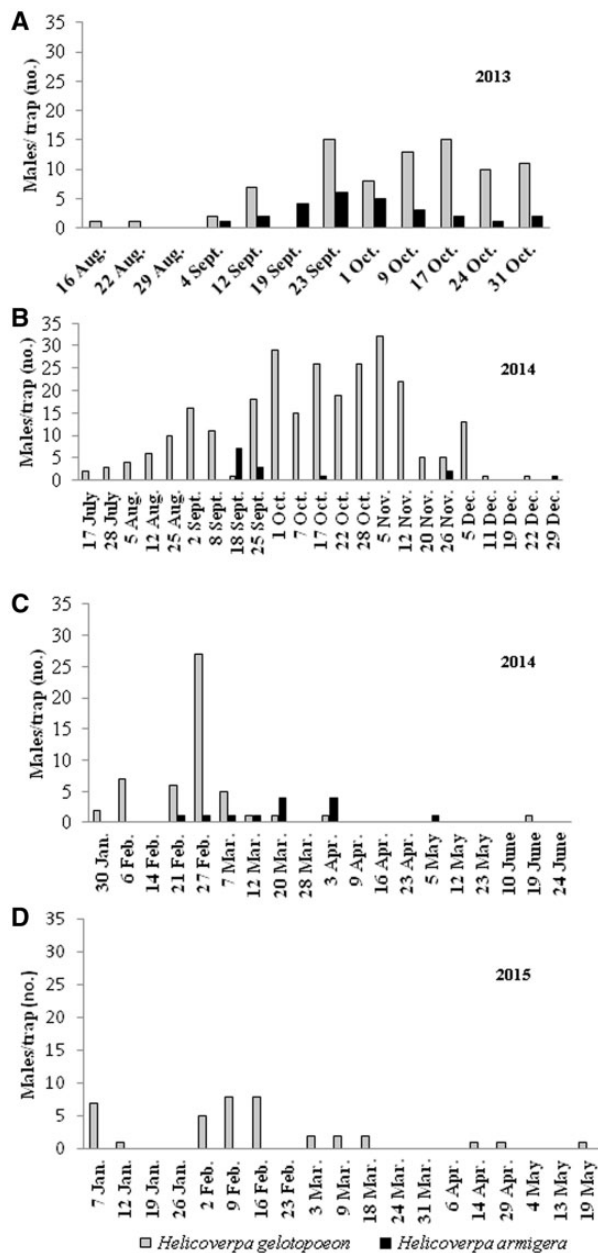 A
Males/ trap (no.)
35
30
25
20
15
10
5
0
2013
16 Aug.
22 Aug.
29 Aug.
4 Sept.
12 Sept.
19 Sept.
23 Sept.
1 Oct.
9 Oct.
17 Oct.
24 Oct.
31 Oct.
B
Males/trap (no.)
35
30
25
20
15
10
5
0
2014
17 July
28 July
5 Aug.
12 Aug.
25 Aug.
2 Sept.
8 Sept.
18 Sept.
25 Sept.
1 Oct.
7 Oct.
17 Oct.
22 Oct.
28 Oct.
5 Nov.
12 Nov.
20 Nov.
26 Nov.
5 Dec.
11 Dec.
19 Dec.
22 Dec.
29 Dec.
C
Males/trap (no.)
35
30
25
20
15
10
5
0
2014
30 Jan.
6 Feb.
14 Feb.
21 Feb.
27 Feb.
7 Mar.
12 Mar.
20 Mar.
28 Mar.
3 Apr.
9 Apr.
16 Apr.
23 Apr.
5 May
12 May
23 May
10 June
19 June
24 June
D
Males/trap (no.)
35
30
25
20
15
10
5
0
2015
7 Jan.
12 Jan.
19 Jan.
26 Jan.
2 Feb.
9 Feb.
16 Feb.
23 Feb.
3 Mar.
9 Mar.
18 Mar.
24 Mar.
31 Mar.
6 Apr.
14 Apr.
29 Apr.
4 May
13 May
19 May
Helicoverpa gelotopoeon
Helicoverpa armigera